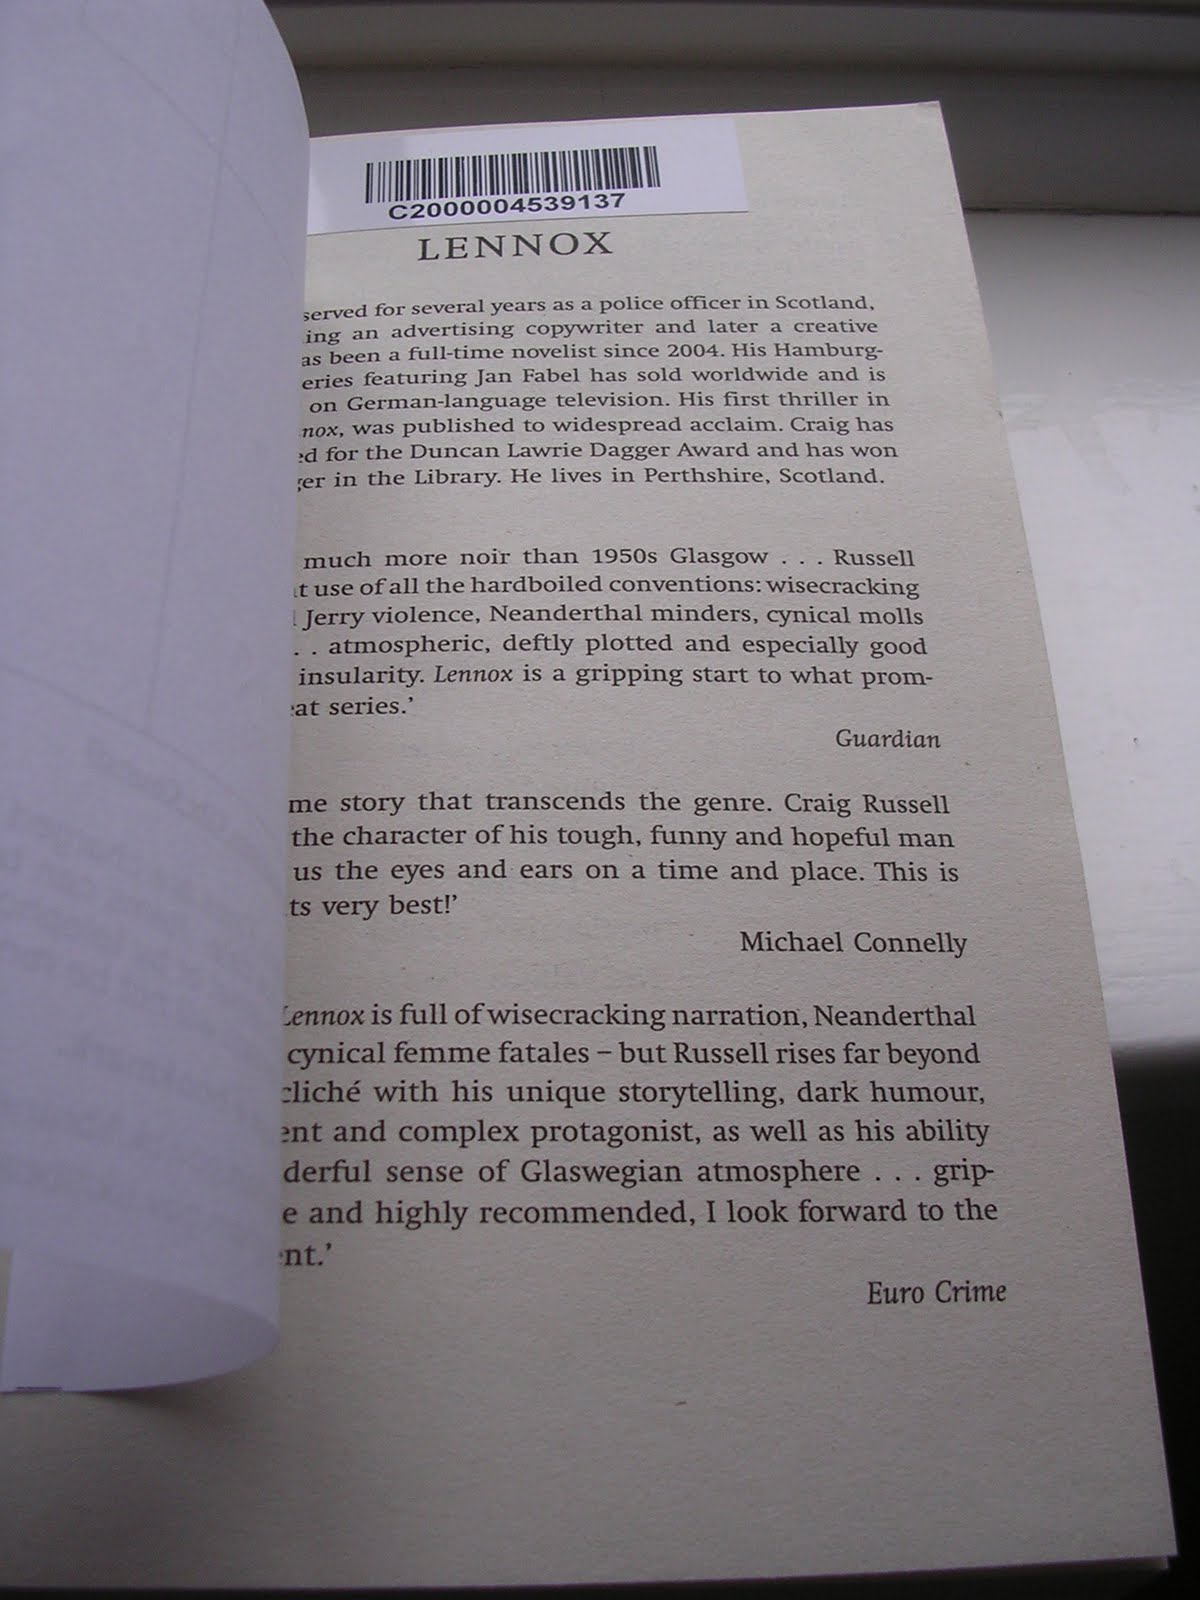 C2000004539137
LENNOX
served for several years as a police officer in Scotland,
ing an advertising copywriter and later a creative
as been a full-time novelist since 2004. His Hamburg-
eries featuring Jan Fabel has sold worldwide and is
on German-language television. His first thriller in
nox, was published to widespread acclaim. Craig has
ed for the Duncan Lawrie Dagger Award and has won
ger in the Library. He lives in Perthshire, Scotland.
much more noir than 1950s Glasgow . . . Russell
t use of all the hardboiled conventions: wisecracking
Jerry violence, Neanderthal minders, cynical molls
. . atmospheric, deftly plotted and especially good
insularity. Lennox is a gripping start to what prom-
eat series.’
Guardian
me story that transcends the genre. Craig Russell
the character of his tough, funny and hopeful man
us the eyes and ears on a time and place. This is
ts very best!’
Michael Connelly
Lennox is full of wisecracking narration, Neanderthal
cynical femme fatales – but Russell rises far beyond
cliché with his unique storytelling, dark humour,
ent and complex protagonist, as well as his ability
derful sense of Glaswegian atmosphere . . . grip-
e and highly recommended, I look forward to the
nt.’
Euro Crime